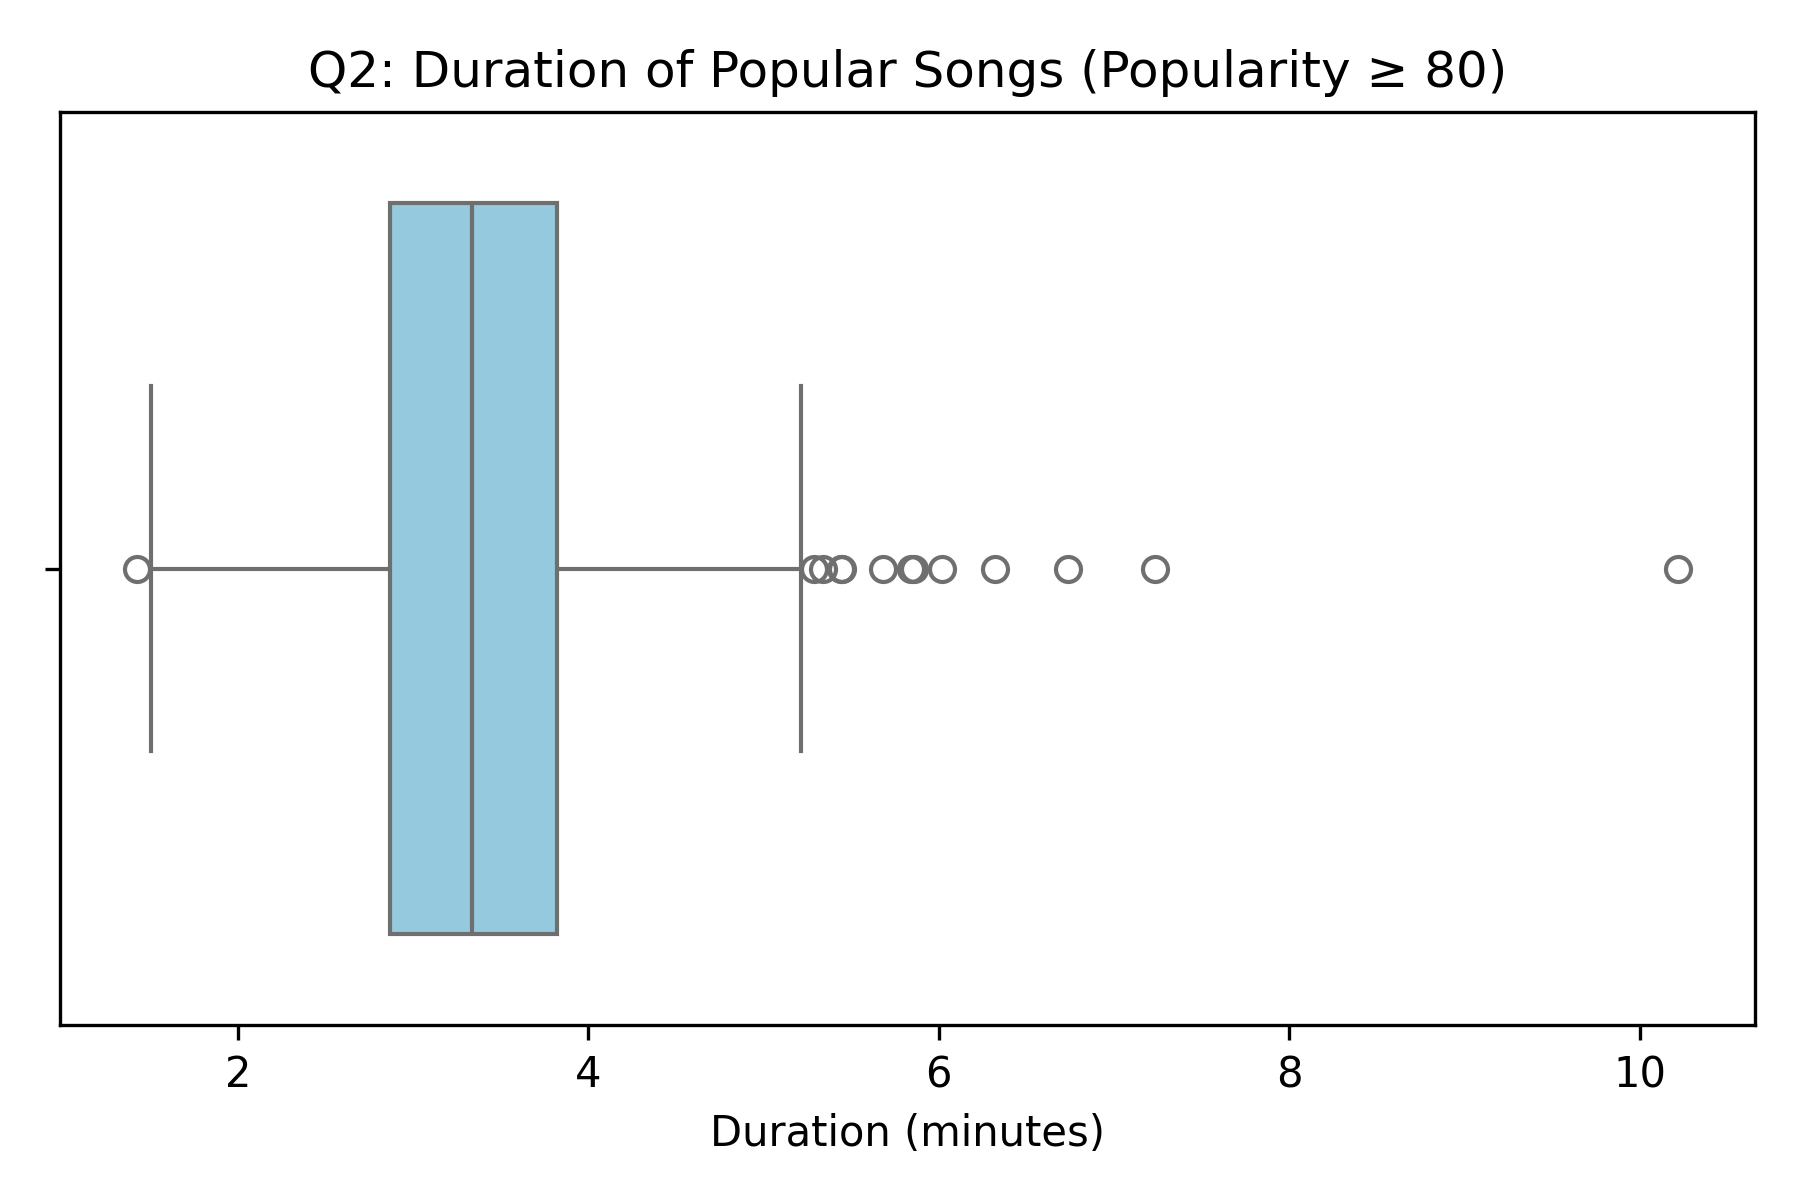 Q2: Duration of Popular Songs (Popularity ≥ 80)
2 4 6 8 10
Duration (minutes)